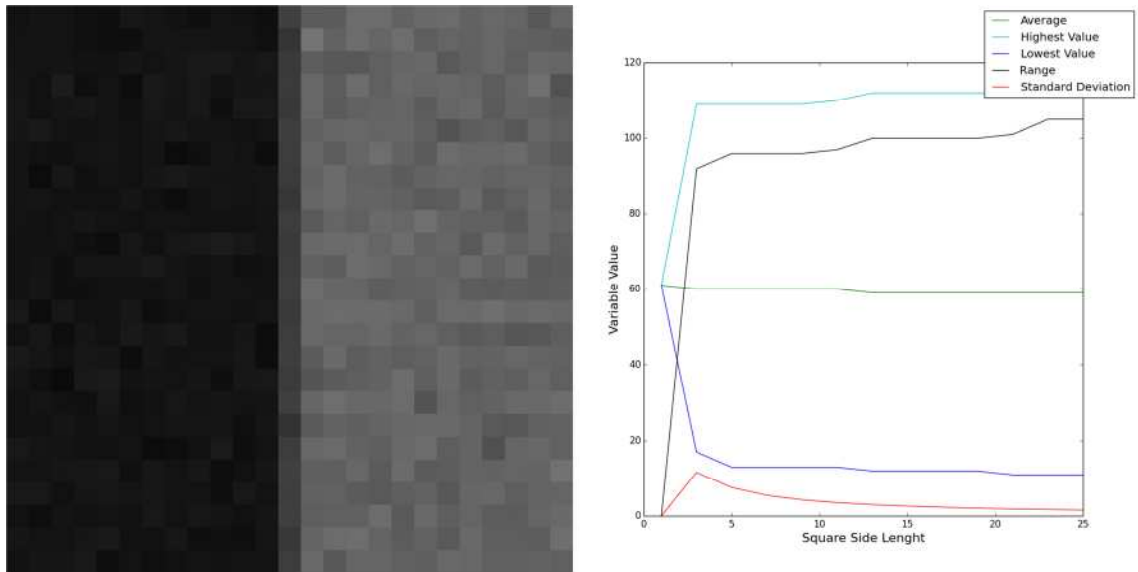 Average
Highest Value
Lowest Value
Range
Standard Deviation
120
100
80
60
40
20
0
Variable Value
0 5 10 15 20 25
Square Side Lenght